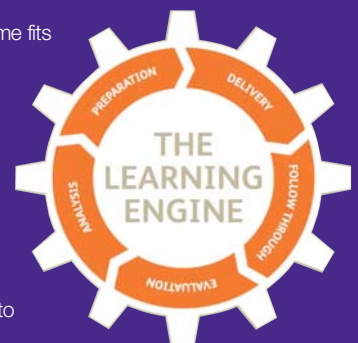 me fits
PREPARATION
DELIVERY
THE
LEARNING
ENGINE
FOLLOW THROUGH
ANALYSIS
EVALUATION
to